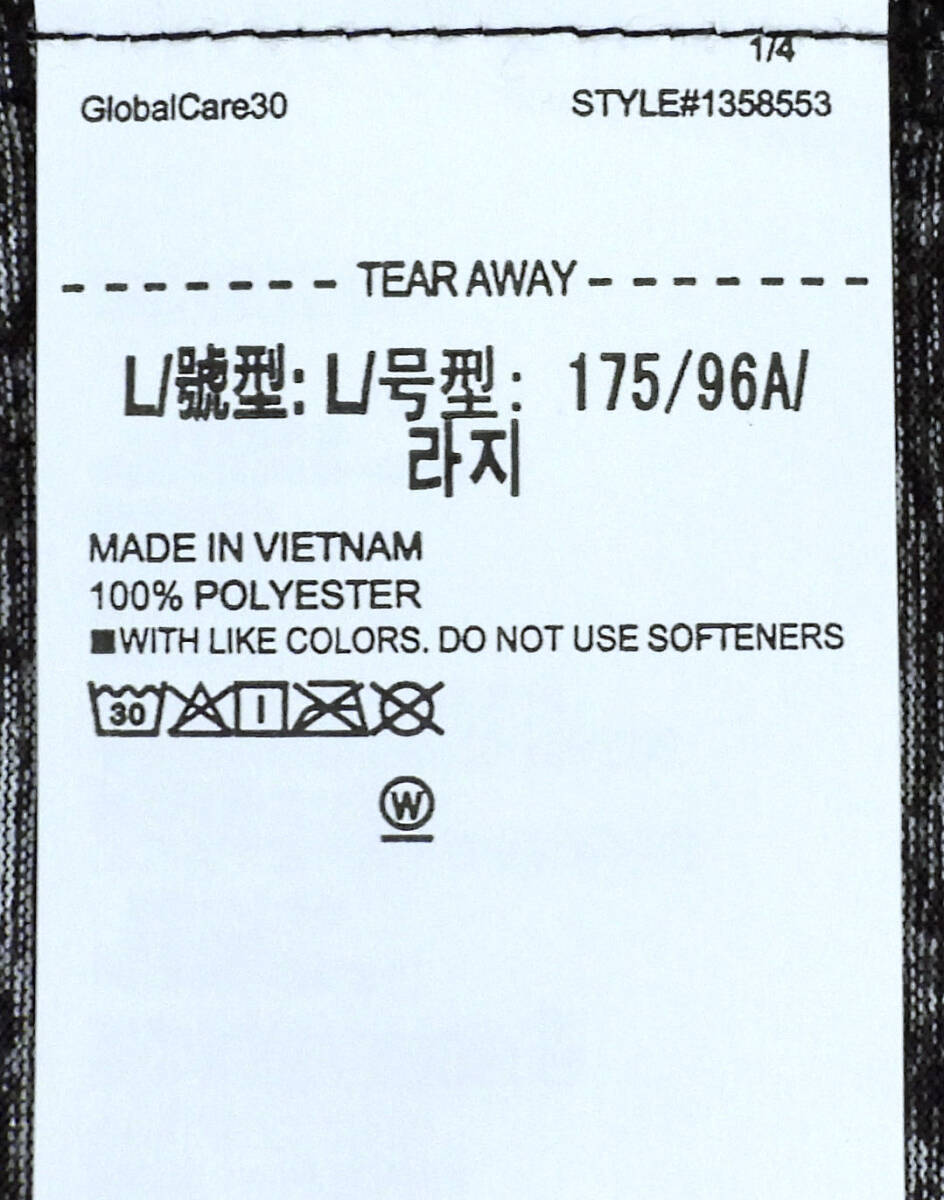 1/4
GlobalCare30 STYLE#1358553
- - - - - - - TEAR AWAY - - - - - - -
L/號型: L/号型: 175/96A/
라지
MADE IN VIETNAM
100% POLYESTER
■WITH LIKE COLORS. DO NOT USE SOFTENERS
30
W